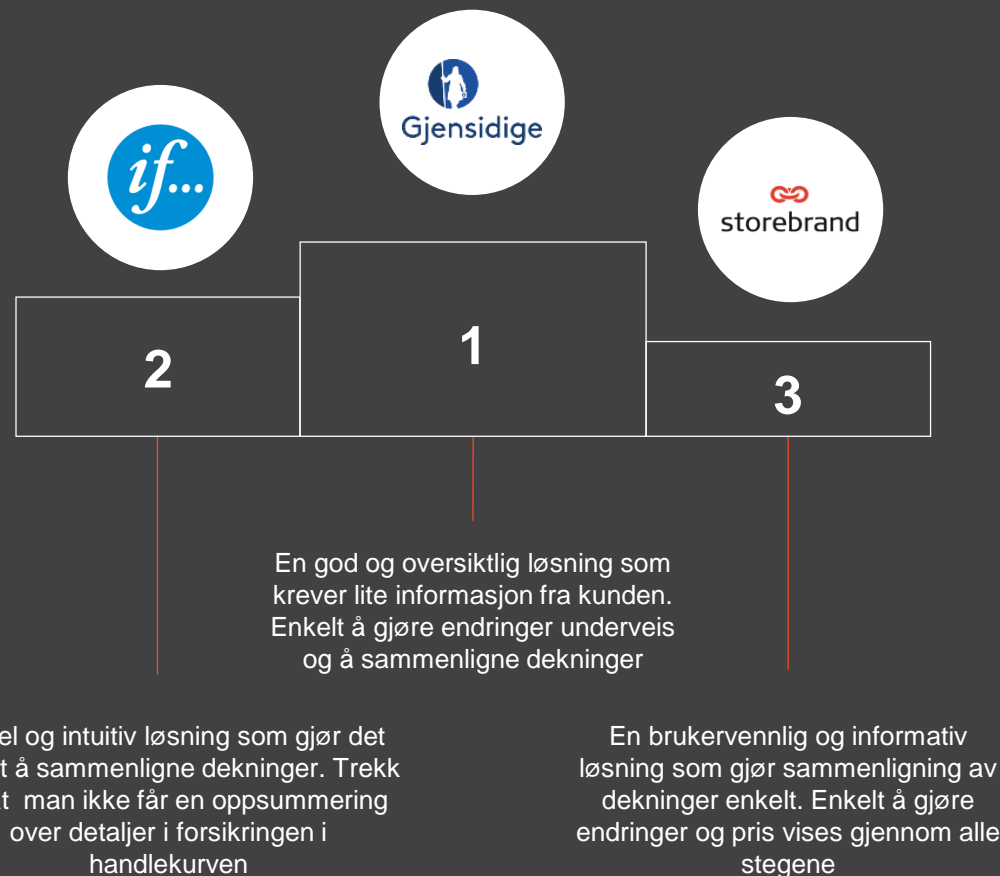 Gjensidige
if...
storebrand
1
2
3
En god og oversiktlig løsning som
krever lite informasjon fra kunden.
Enkelt å gjøre endringer underveis
og å sammenligne dekninger
og intuitiv løsning som gjør det
å sammenligne dekninger. Trekk
man ikke får en oppsummering
over detaljer i forsikringen i
handlekurven
En brukervennlig og informativ
løsning som gjør sammenligning av
dekninger enkelt. Enkelt å gjøre
endringer og pris vises gjennom alle
stegene